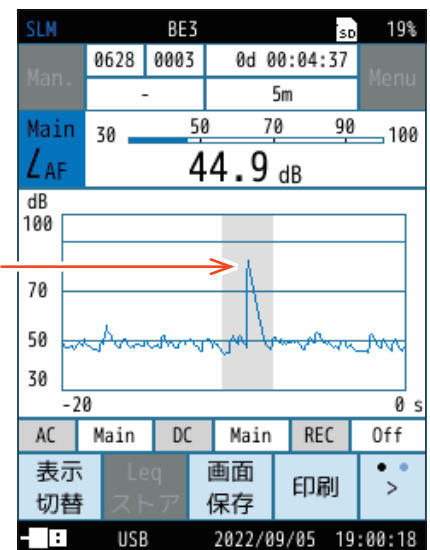 SLM BE3 SD 19%
Man. 0628 0003 0d 00:04:37 Menu
- 5m
Main 30 50 70 90 100
LAF 44.9 dB
dB
100
70
50
30
-20 0 s
AC Main DC Main REC Off
表示 Leq 画面 印刷 >
切替 ストア 保存
USB 2022/09/05 19:00:18